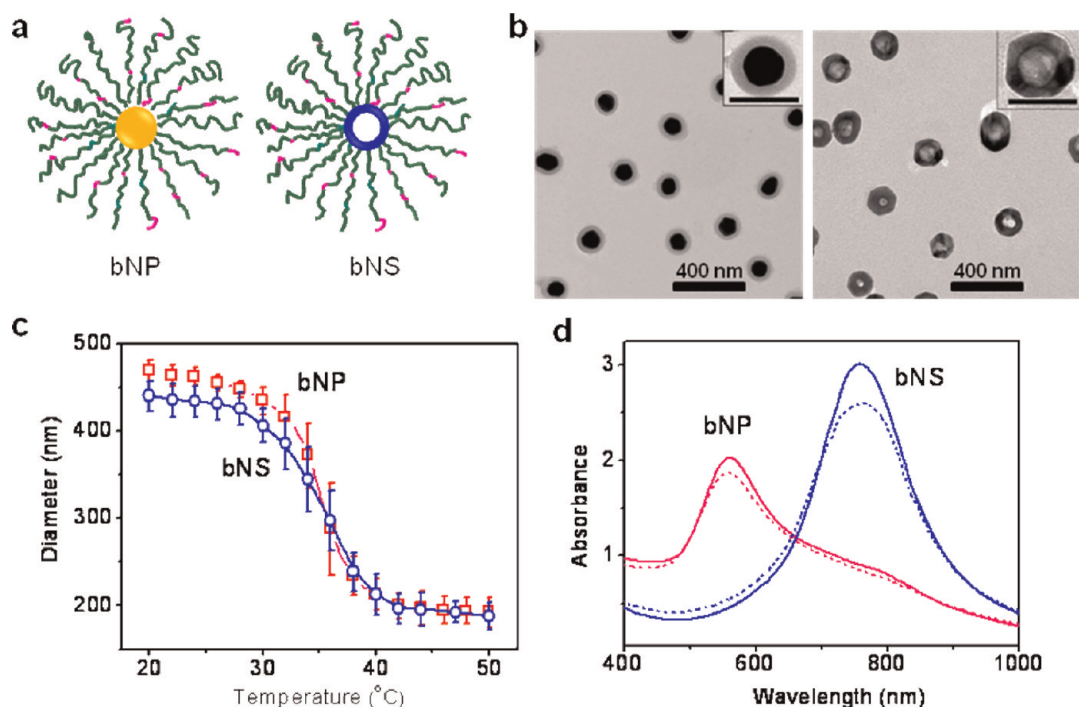 a
bNP
bNS
b
400 nm
400 nm
c
500
400
300
200
Diameter (nm)
bNP
bNS
20
30
40
50
Temperature (°C)
d
3
2
1
Absorbance
bNP
bNS
400
600
800
1000
Wavelength (nm)